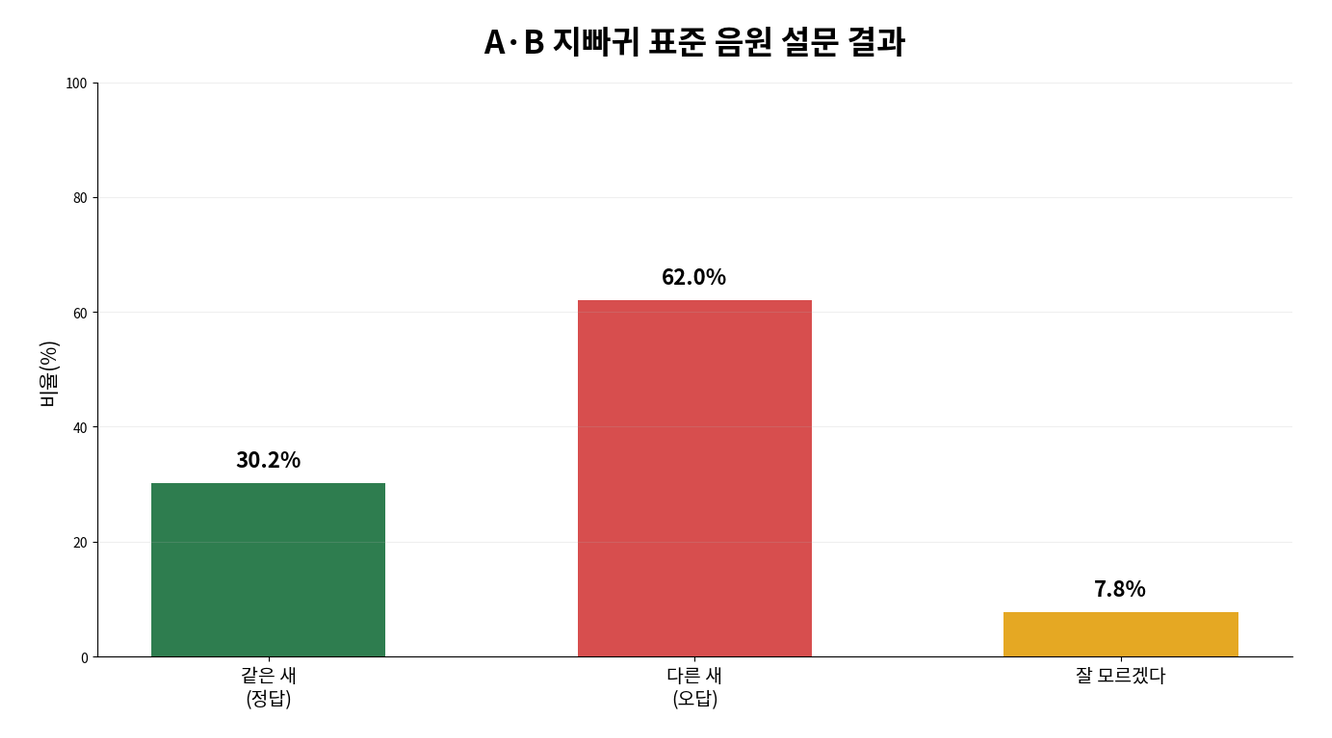 A·B 지빠귀 표준 음원 설문 결과
비율(%)
100
80
60
40
20
0
30.2%
62.0%
7.8%
같은 새
(정답)
다른 새
(오답)
잘 모르겠다